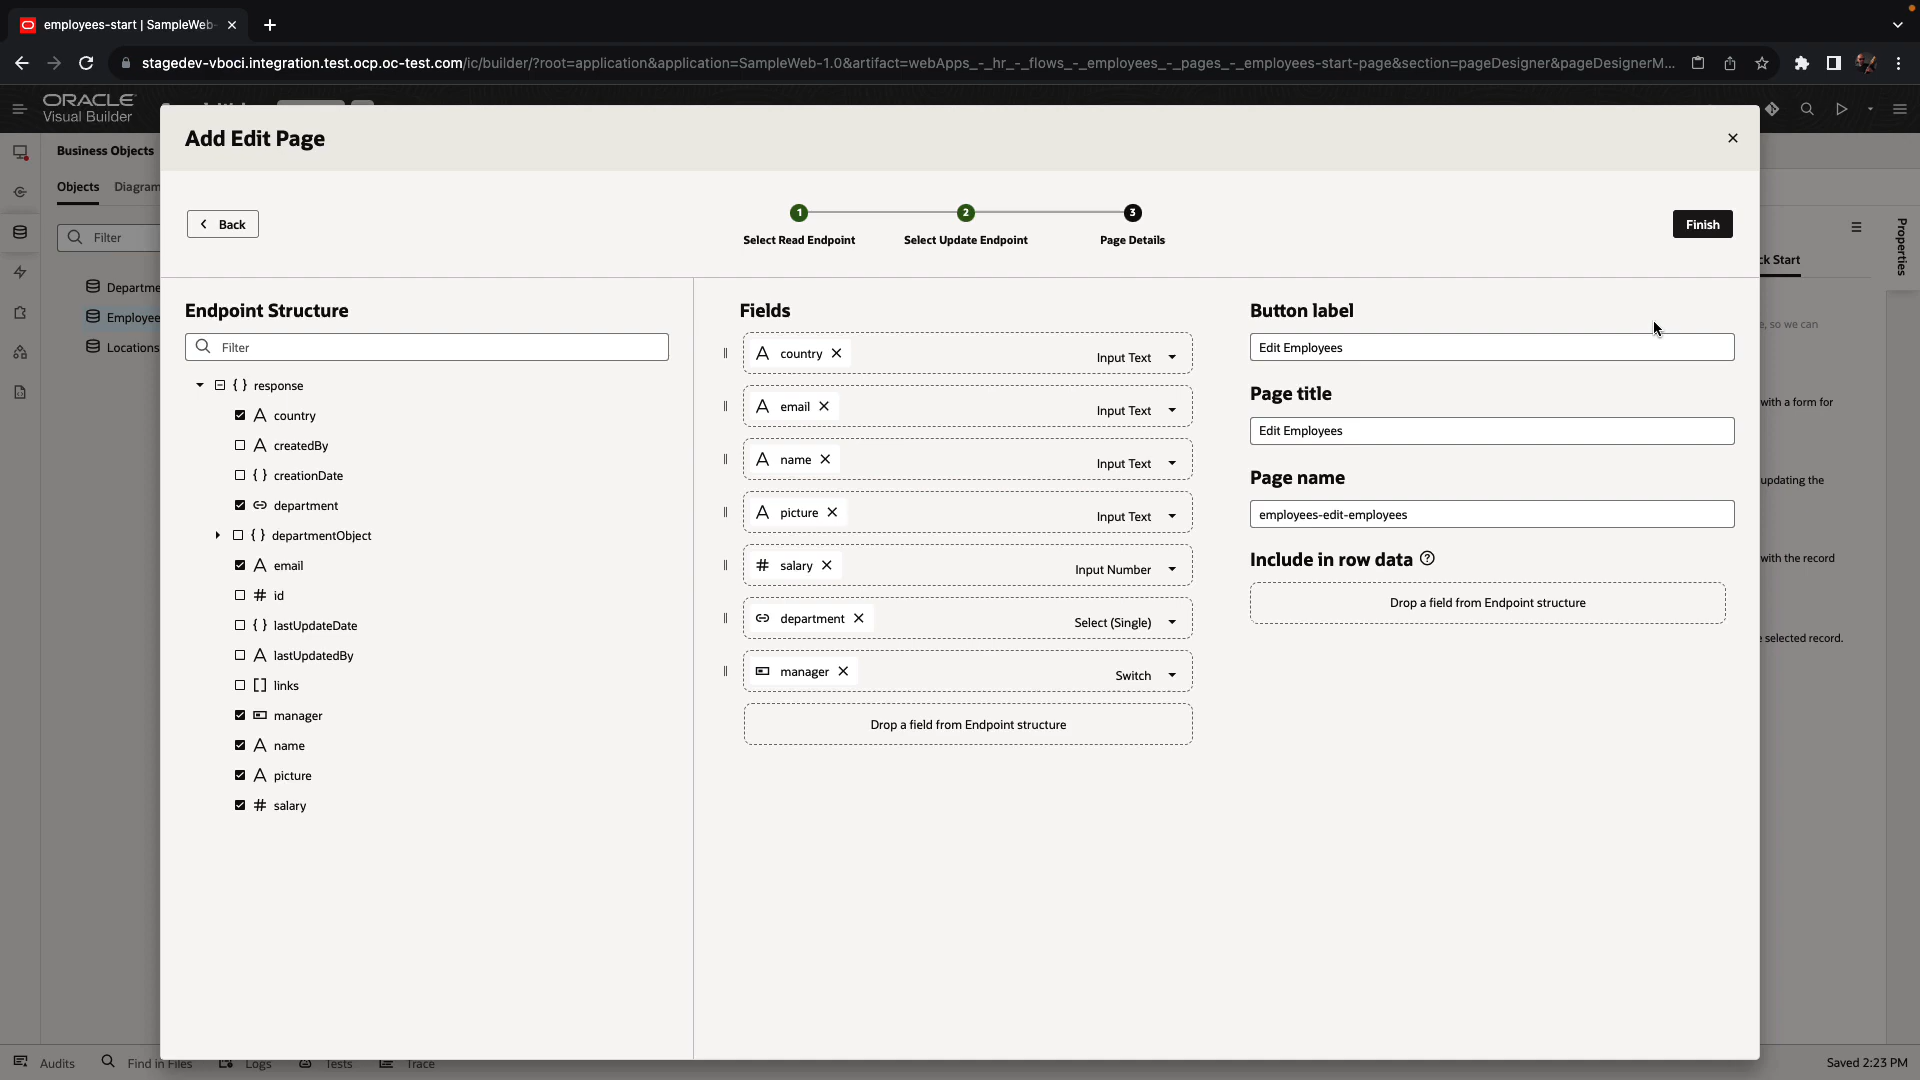 employees-start | SampleWeb-
stagedev-vboci.integration.test.ocp.oc-test.com/ic/builder/?root=application&application=SampleWeb-1.0&artifact=webApps_-_hr_-_flows_-_employees_-_pages_-_employees-start-page&section=pageDesigner&pageDesignerM...
ORACLE
Visual Builder
Business Objects
Objects
Diagram
Filter
Departme
Employee
Locations
Add Edit Page
Back
1
2
3
Select Read Endpoint
Select Update Endpoint
Page Details
Finish
Endpoint Structure
Filter
response
country
createdBy
creationDate
department
departmentObject
email
id
lastUpdateDate
lastUpdatedBy
links
manager
name
picture
salary
Fields
country Input Text
email Input Text
name Input Text
picture Input Text
salary Input Number
department Select (Single)
manager Switch
Drop a field from Endpoint structure
Button label
Edit Employees
Page title
Edit Employees
Page name
employees-edit-employees
Include in row data
Drop a field from Endpoint structure
Properties
ck Start
e, so we can
with a form for
updating the
with the record
selected record.
Audits
Find in Files
Logs
Tests
Trace
Saved 2:23 PM